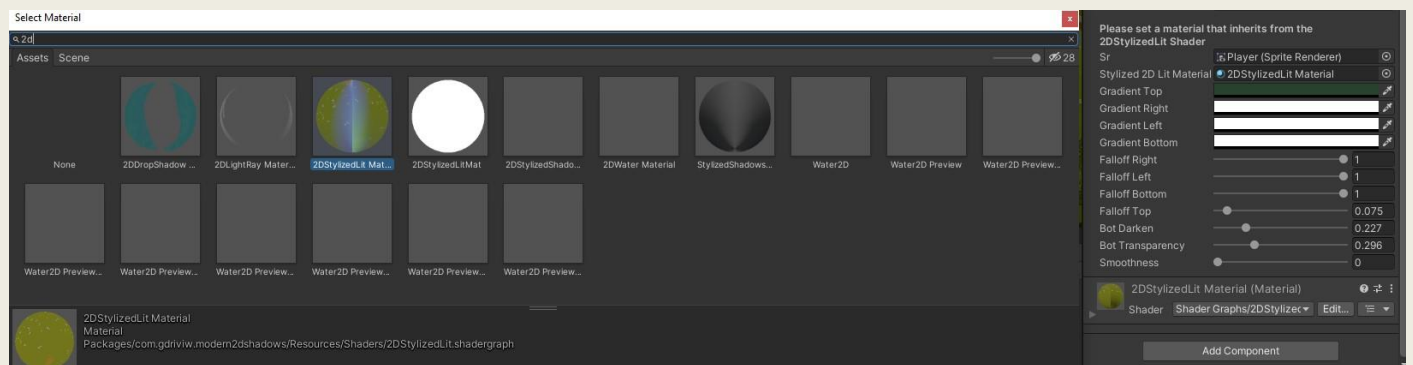 Select Material
2d
Assets Scene
28
None
2DDropShadow ...
2DLightRay Mater...
2DStylizedLit Mat...
2DStylizedLitMat
2DStylizedShado...
2DWater Material
StylizedShadows...
Water2D
Water2D Preview
Water2D Preview...
Water2D Preview...
Water2D Preview...
Water2D Preview...
Water2D Preview...
Water2D Preview...
Water2D Preview...
2DStylizedLit Material
Material
Packages/com.gdriviw.modern2dshadows/Resources/Shaders/2DStylizedLit.shadergraph
Please set a material that inherits from the
2DStylizedLit Shader
Sr Player (Sprite Renderer)
Stylized 2D Lit Material 2DStylizedLit Material
Gradient Top
Gradient Right
Gradient Left
Gradient Bottom
Falloff Right 1
Falloff Left 1
Falloff Bottom 1
Falloff Top 0.075
Bot Darken 0.227
Bot Transparency 0.296
Smoothness 0
2DStylizedLit Material (Material)
Shader Shader Graphs/2DStylizec Edit...
Add Component